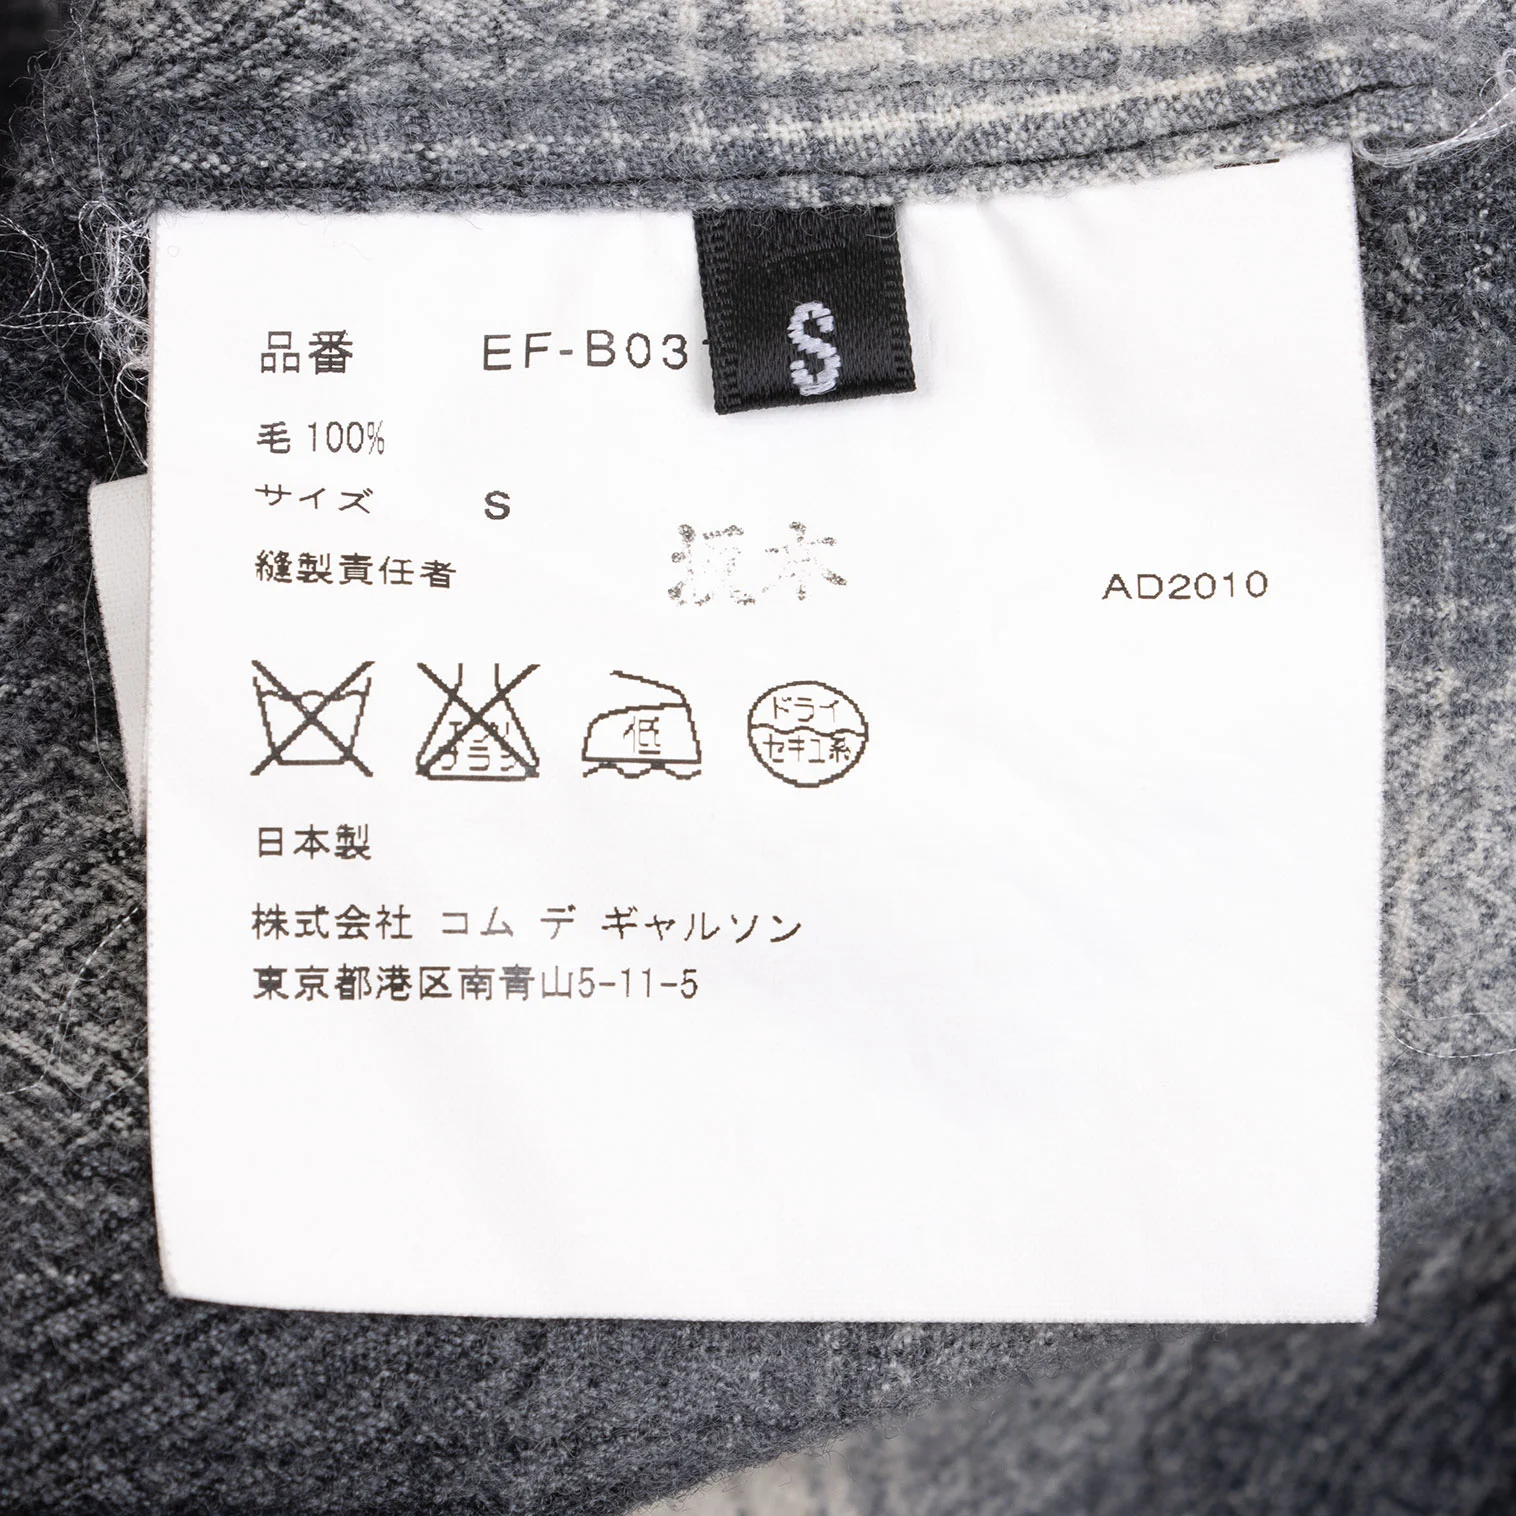 S
品番 EF-B03
毛 100%
サイズ S
縫製責任者
AD2010
低
ドライ
セキユ系
日本製
株式会社 コム デ ギャルソン
東京都港区南青山5-11-5